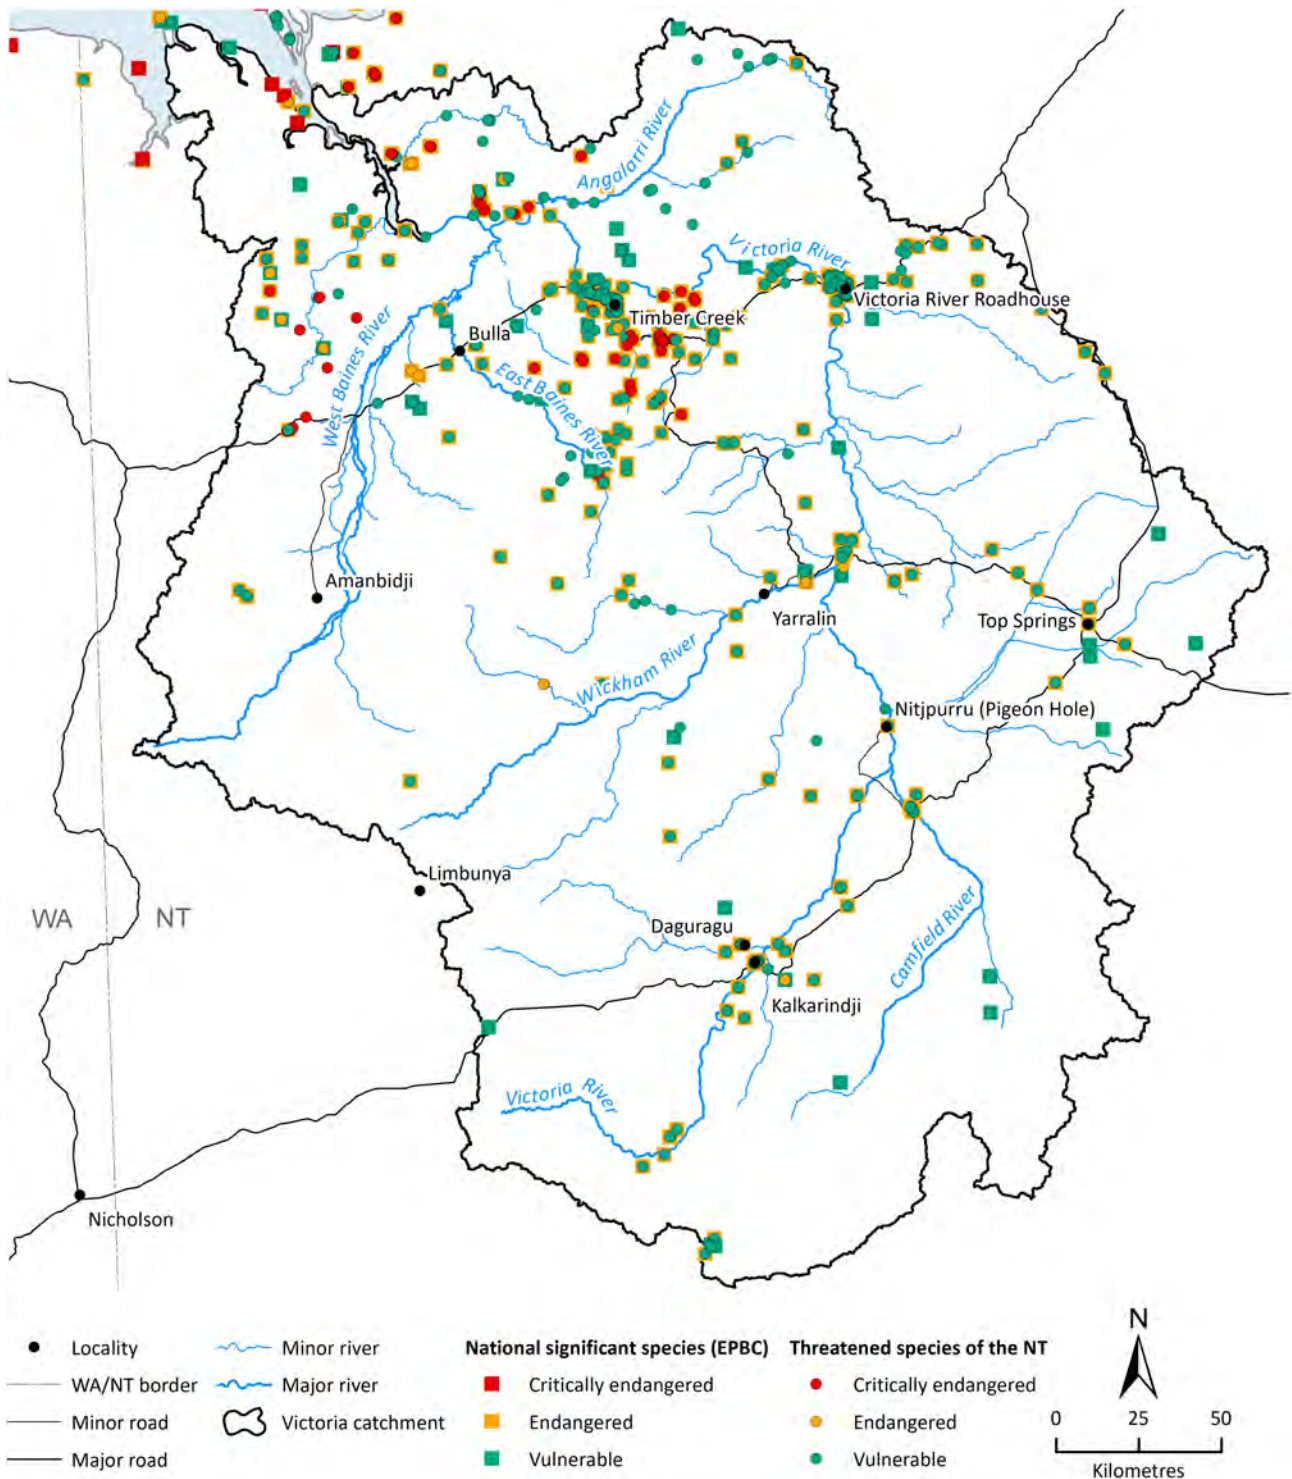 Angalarri River
Victoria River
Victoria River Roadhouse
Timber Creek
Bulla
West Baines River
East Baines River
Amanbidji
Yarralin
Top Springs
Wickham River
Nitjpurru (Pigeon Hole)
Limbunya
WA
NT
Daguragu
Camfield River
Kalkarindji
Victoria River
Nicholson
N
Locality
Minor river
National significant species (EPBC)
Threatened species of the NT
WA/NT border
Major river
Critically endangered
Critically endangered
Minor road
Victoria catchment
Endangered
Endangered
0 25 50
Major road
Vulnerable
Vulnerable
Kilometres